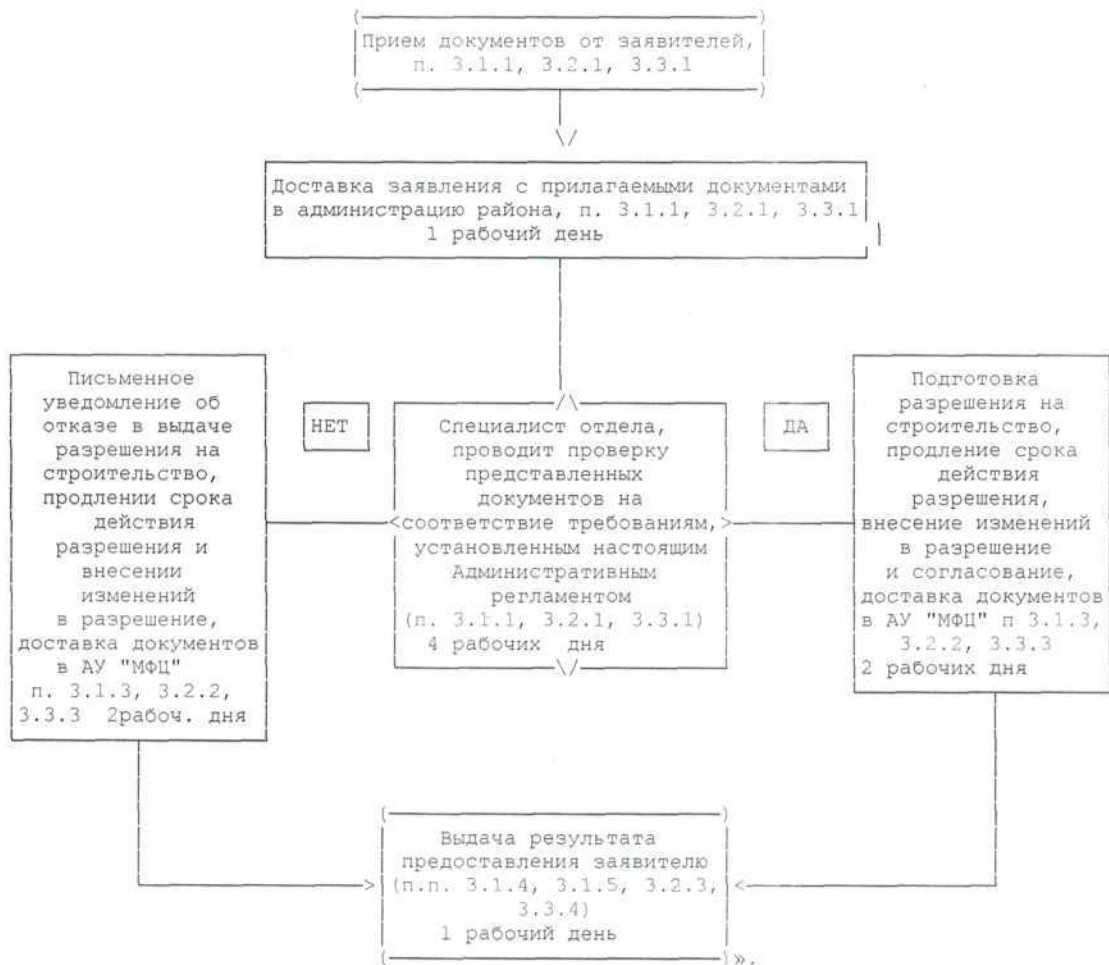 Прием документов от заявителей,
п. 3.1.1, 3.2.1, 3.3.1
Доставка заявления с прилагаемыми документами
в администрацию района, п. 3.1.1, 3.2.1, 3.3.1
1 рабочий день
Письменное
уведомление об
отказе в выдаче
разрешения на
строительство,
продлении срока
действия
разрешения и
внесении
изменений
в разрешение,
доставка документов
в АУ "МФЦ"
п. 3.1.3, 3.2.2,
3.3.3 2рабоч. дня
НЕТ
Специалист отдела,
проводит проверку
представленных
документов на
соответствие требованиям,
установленным настоящим
Административным
регламентом
(п. 3.1.1, 3.2.1, 3.3.1)
4 рабочих дня
ДА
Подготовка
разрешения на
строительство,
продление срока
действия
разрешения,
внесение изменений
в разрешение
и согласование,
доставка документов
в АУ "МФЦ" п 3.1.3,
3.2.2, 3.3.3
2 рабочих дня
Выдача результата
предоставления заявителю
(п.п. 3.1.4, 3.1.5, 3.2.3,
3.3.4)
1 рабочий день
».